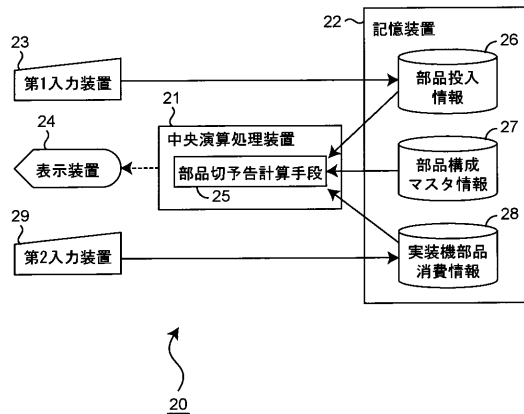 22
記憶装置
23
第1入力装置
26
部品投入
情報
24
表示装置
21
中央演算処理装置
部品切予告計算手段
25
27
部品構成
マスタ情報
29
第2入力装置
28
実装機部品
消費情報
20